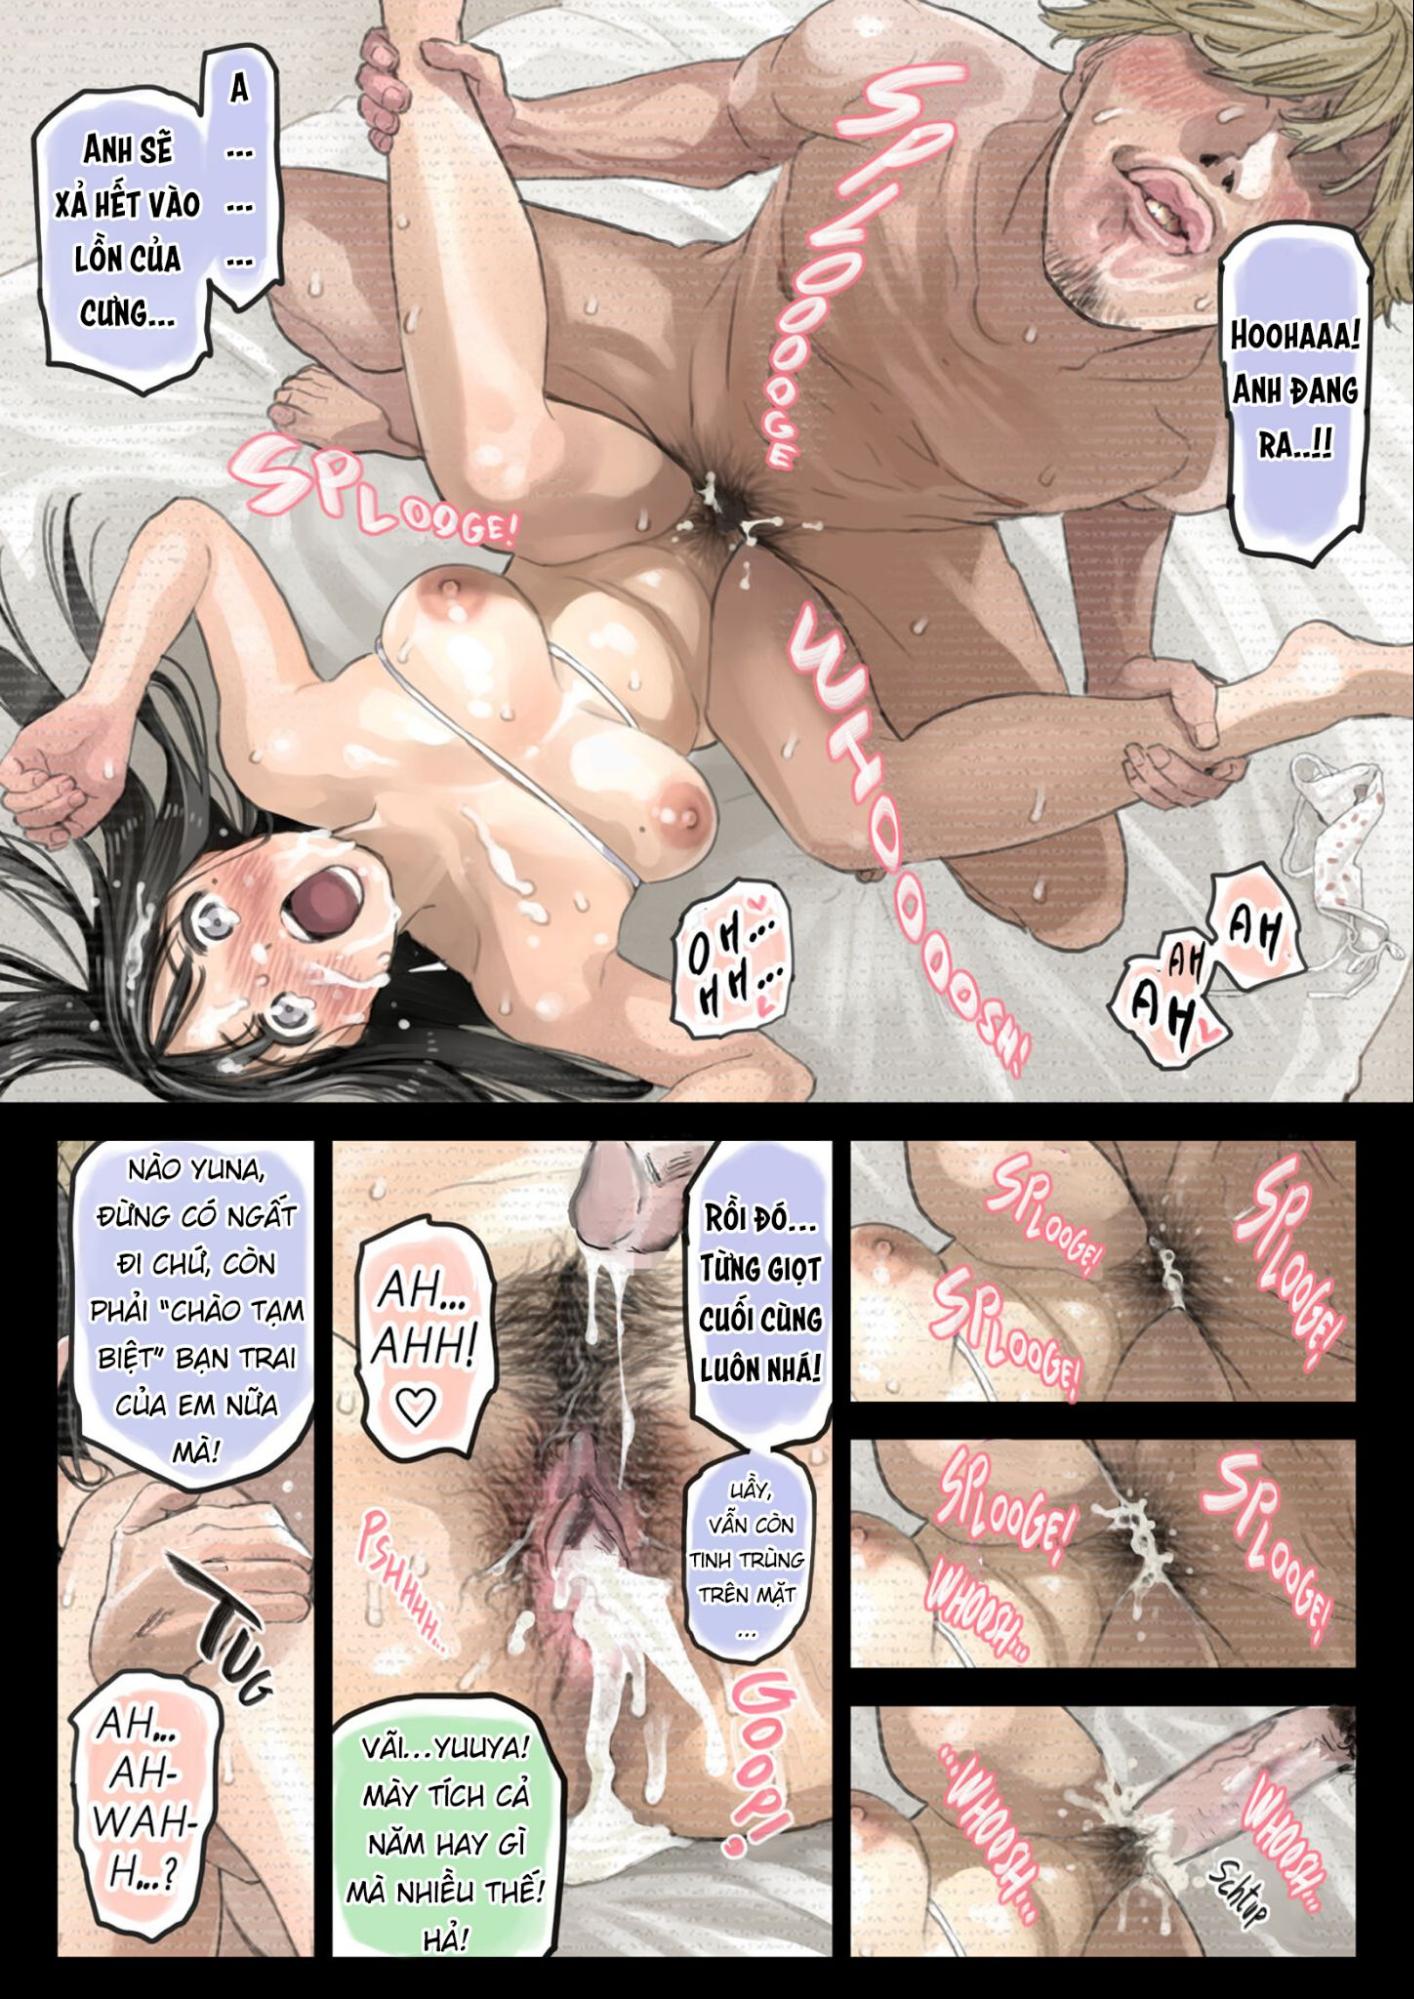 HOOHAAA!
ANH ĐANG
RA..!!
A
...
...
...
ANH SẼ
XẢ HẾT VÀO
LỒN CỦA
CƯNG...
SPLOOOOGE
SPLOOGE!
WHOOOOOSH!
OH...
HH...
AH
AH
AH
SPLOOGE!
SPLOOGE!
SPLOOGE!
SPLOOGE!
SPLOOGE!
WHOOSH...
...WHOOSH...
WHOOSH...
SCHTUP
RỒI ĐÓ...
TỪNG GIỌT
CUỐI CÙNG
LUÔN NHÁ!
UẦY,
VẪN CÒN
TINH TRÙNG
TRÊN MẶT
...
AH...
AHH!
♡
PSHHHH...
GOOP!
VÃI...YUUYA!
MÀY TÍCH CẢ
NĂM HAY GÌ
MÀ NHIỀU THẾ!
HẢ!
NÀO YUNA,
ĐỪNG CÓ NGẤT
ĐI CHỨ, CÒN
PHẢI "CHÀO TẠM
BIỆT" BẠN TRAI
CỦA EM NỮA
MÀ!
TUG
AH...
AH-
WAH-
H...?